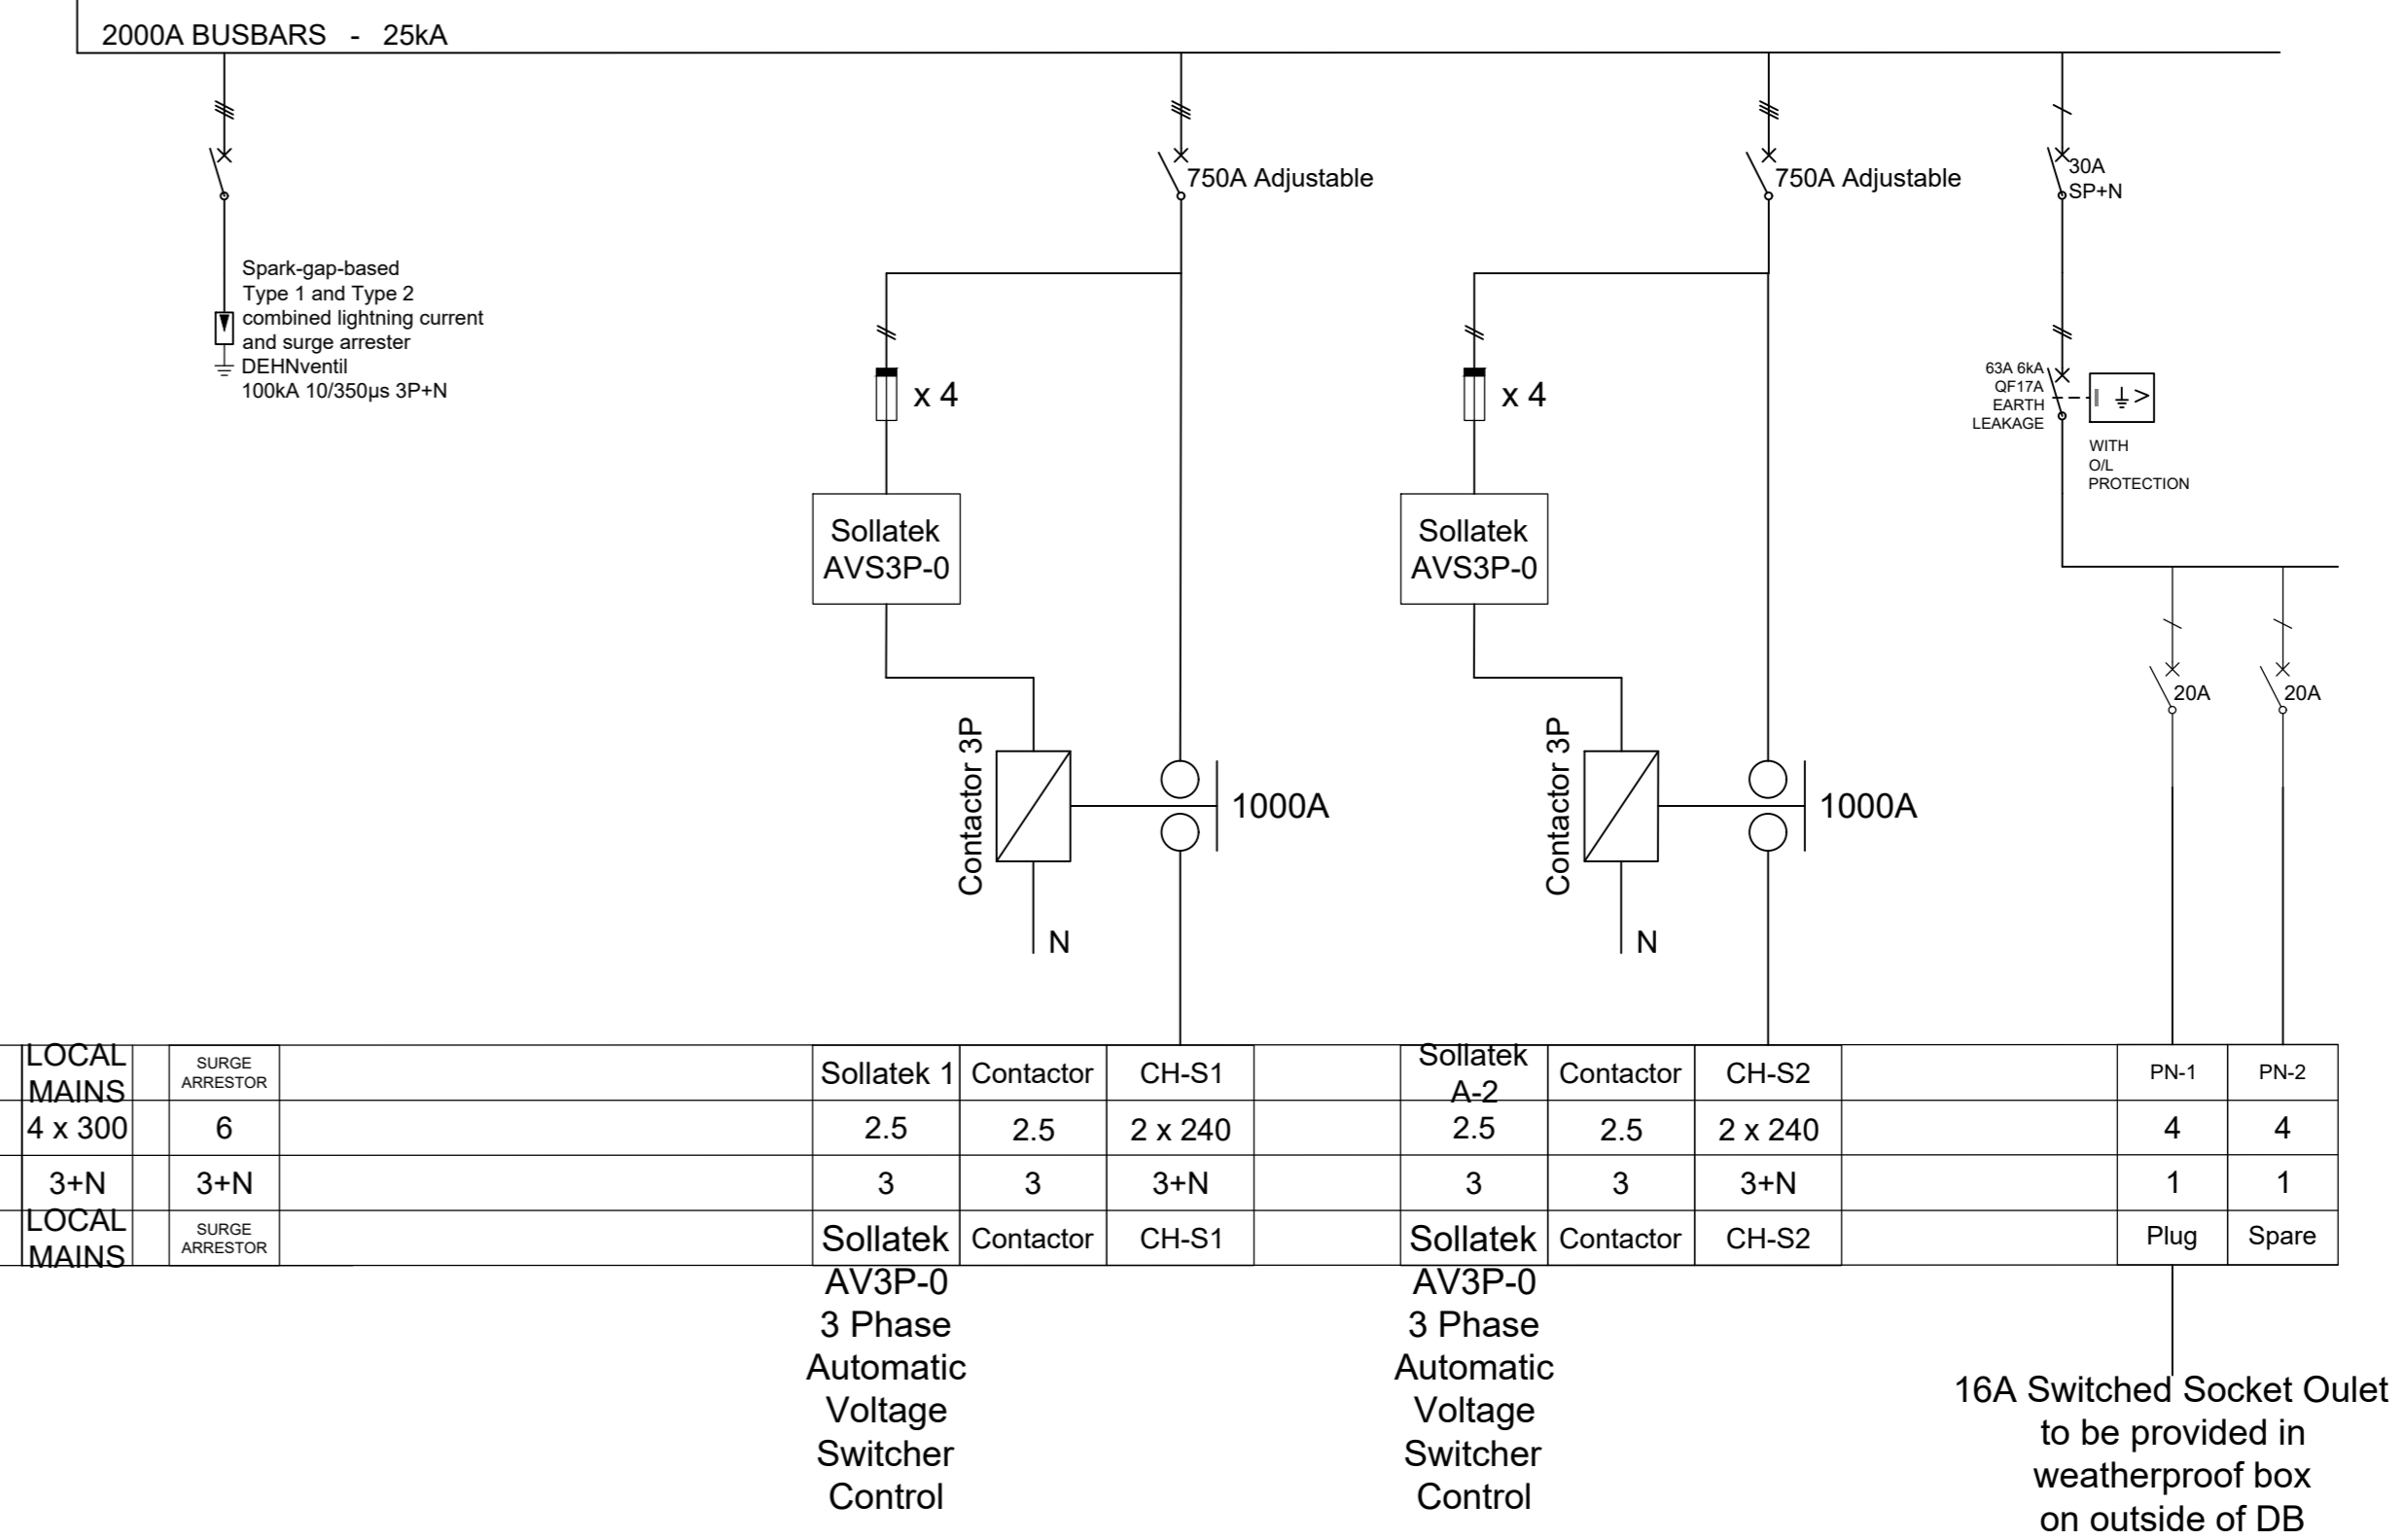 2000A BUSBARS - 25kA
750A Adjustable
750A Adjustable
30A
SP+N
Spark-gap-based
Type 1 and Type 2
combined lightning current
and surge arrester
DEHNventil
100kA 10/350µs 3P+N
x 4
x 4
63A 6kA
QF17A
EARTH
LEAKAGE
WITH
O/L
PROTECTION
Sollatek
AVS3P-0
Sollatek
AVS3P-0
20A
20A
Contactor 3P
1000A
N
Contactor 3P
1000A
N
LOCAL
MAINS
SURGE
ARRESTOR
Sollatek 1
Contactor
CH-S1
Sollatek
A-2
Contactor
CH-S2
PN-1
PN-2
4 x 300
6
2.5
2.5
2 x 240
2.5
2.5
2 x 240
4
4
3+N
3+N
3
3
3+N
3
3
3+N
1
1
LOCAL
MAINS
SURGE
ARRESTOR
Sollatek
AV3P-0
3 Phase
Automatic
Voltage
Switcher
Control
Contactor
CH-S1
Sollatek
AV3P-0
3 Phase
Automatic
Voltage
Switcher
Control
Contactor
CH-S2
Plug
Spare
16A Switched Socket Oulet
to be provided in
weatherproof box
on outside of DB